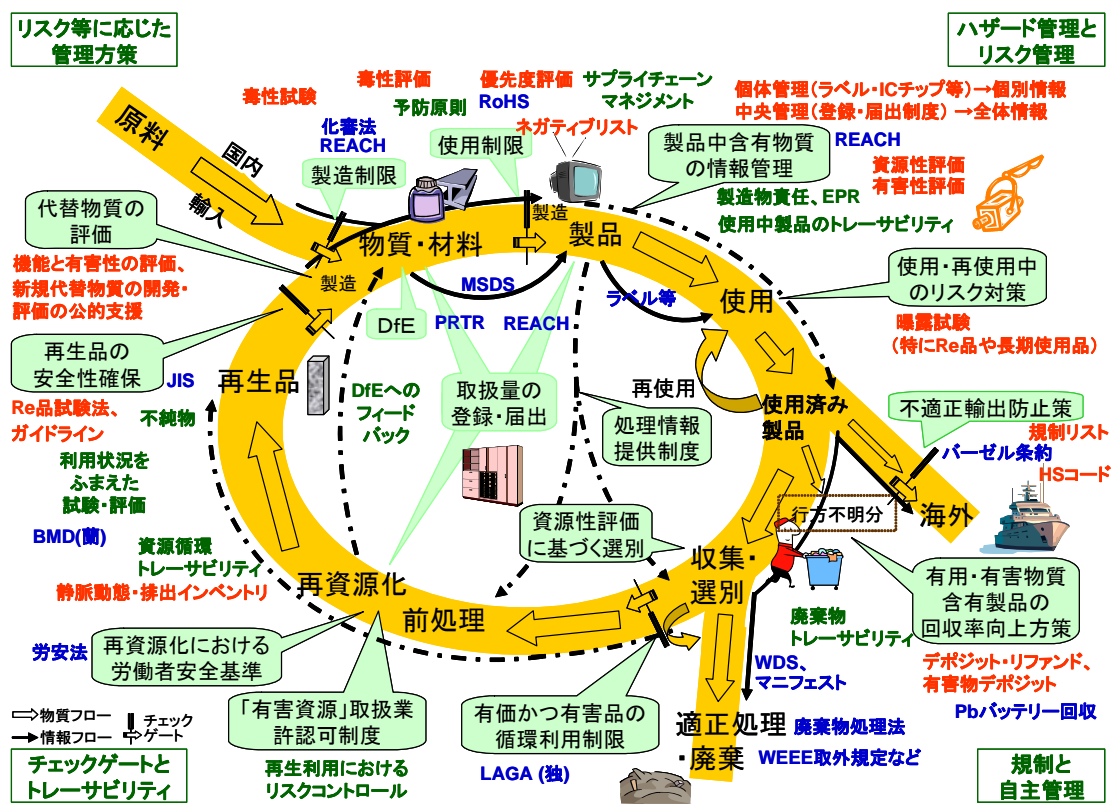 リスク等に応じた
管理方策
ハザード管理と
リスク管理
毒性試験
毒性評価
予防原則
優先度評価
RoHS
サプライチェーン
マネジメント
ネガティブリスト
個体管理(ラベル・ICチップ等)→個別情報
中央管理(登録・届出制度) →全体情報
化審法
REACH
製造制限
使用制限
製品中含有物質
の情報管理
REACH
資源性評価
有害性評価
製造物責任、EPR
使用中製品のトレーサビリティ
原料
国内
輸入
代替物質の
評価
機能と有害性の評価、
新規代替物質の開発・
評価の公的支援
製造
物質・材料
製造
製品
使用
使用・再使用中
のリスク対策
曝露試験
(特にRe品や長期使用品)
MSDS
ラベル等
DfE
PRTR
REACH
再生品の
安全性確保
JIS
再生品
Re品試験法、
ガイドライン
不純物
利用状況を
ふまえた
試験・評価
DfEへの
フィード
バック
取扱量の
登録・届出
再使用
処理情報
提供制度
使用済み
製品
不適正輸出防止策
規制リスト
バーゼル条約
HSコード
海外
行方不明分
BMD(蘭)
資源循環
トレーサビリティ
静脈動態・排出インベントリ
再資源化
前処理
資源性評価
に基づく選別
収集・
選別
有用・有害物質
含有製品の
回収率向上方策
デポジット・リファンド、
有害物デポジット
Pbバッテリー回収
廃棄物
トレーサビリティ
WDS、
マニフェスト
労安法
再資源化における
労働者安全基準
「有害資源」取扱業
許認可制度
再生利用における
リスクコントロール
有価かつ有害品の
循環利用制限
LAGA (独)
適正処理
・廃棄
廃棄物処理法
WEEE取外規定など
物質フロー
情報フロー
チェック
ゲート
チェックゲートと
トレーサビリティ
規制と
自主管理